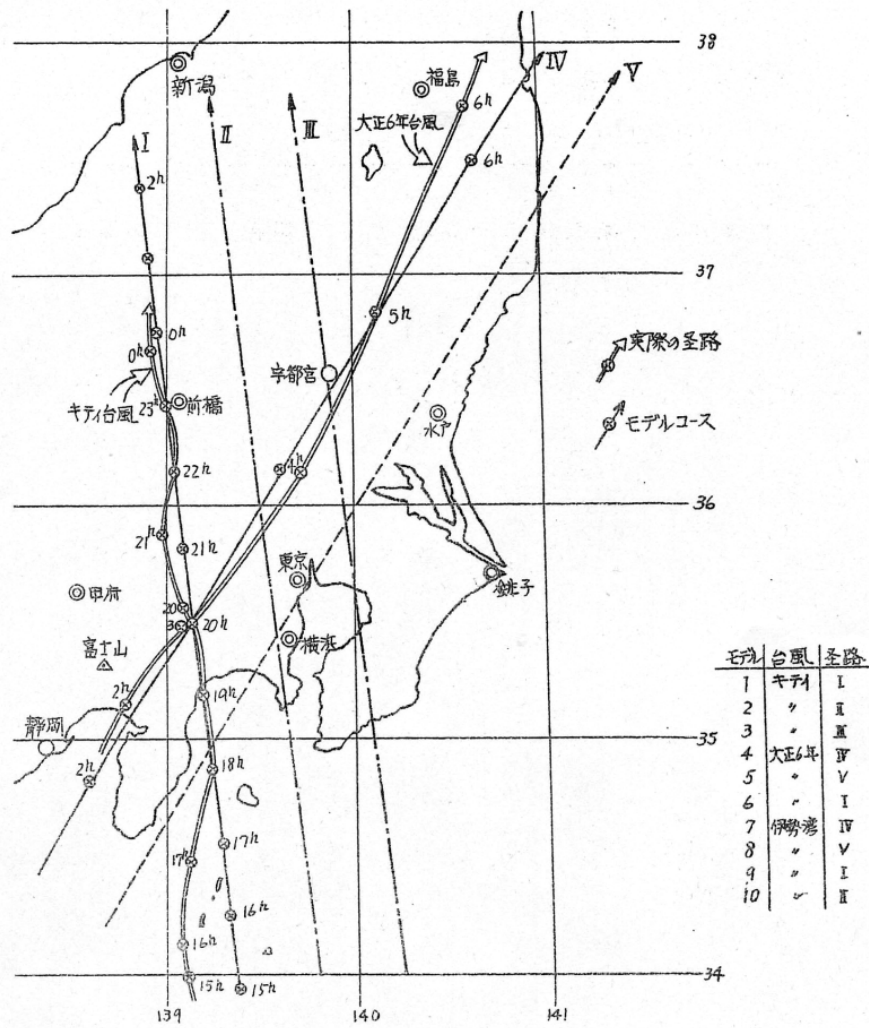 38
新潟
福島
I
II
III
IV
V
大正6年台風
6h
6h
2h
37
5h
0h
0h
宇都宮
実際の圣路
キティ台風
23h
前橋
水戸
モデルコース
4h
22h
36
21h
21h
東京
甲府
銚子
20
3h
20h
横浜
富士山
2h
19h
静岡
35
2h
18h
17h
17h
16h
16h
15h
15h
34
139
140
141
モデル 台風 圣路
1 キティ I
2 〃 II
3 〃 III
4 大正6年 IV
5 〃 V
6 〃 I
7 伊勢湾 IV
8 〃 V
9 〃 I
10 〃 II